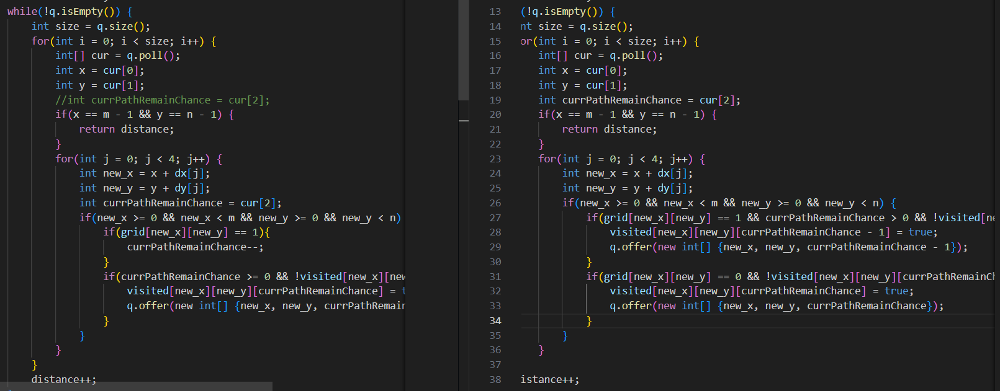 while(!q.isEmpty()) {
int size = q.size();
for(int i = 0; i < size; i++) {
int[] cur = q.poll();
int x = cur[0];
int y = cur[1];
//int currPathRemainChance = cur[2];
if(x == m - 1 && y == n - 1) {
return distance;
}
for(int j = 0; j < 4; j++) {
int new_x = x + dx[j];
int new_y = y + dy[j];
int currPathRemainChance = cur[2];
if(new_x >= 0 && new_x < m && new_y >= 0 && new_y < n)
if(grid[new_x][new_y] == 1){
currPathRemainChance--;
}
if(currPathRemainChance >= 0 && !visited[new_x][new
visited[new_x][new_y][currPathRemainChance] = t
q.offer(new int[] {new_x, new_y, currPathRemain
}
}
}
}
distance++;
13 (!q.isEmpty()) {
14 nt size = q.size();
15 or(int i = 0; i < size; i++) {
16 int[] cur = q.poll();
17 int x = cur[0];
18 int y = cur[1];
19 int currPathRemainChance = cur[2];
20 if(x == m - 1 && y == n - 1) {
21 return distance;
22 }
23 for(int j = 0; j < 4; j++) {
24 int new_x = x + dx[j];
25 int new_y = y + dy[j];
26 if(new_x >= 0 && new_x < m && new_y >= 0 && new_y < n) {
27 if(grid[new_x][new_y] == 1 && currPathRemainChance > 0 && !visited[ne
28 visited[new_x][new_y][currPathRemainChance - 1] = true;
29 q.offer(new int[] {new_x, new_y, currPathRemainChance - 1});
30 }
31 if(grid[new_x][new_y] == 0 && !visited[new_x][new_y][currPathRemainCh
32 visited[new_x][new_y][currPathRemainChance] = true;
33 q.offer(new int[] {new_x, new_y, currPathRemainChance});
34 }
35 }
36 }
37
38 istance++;